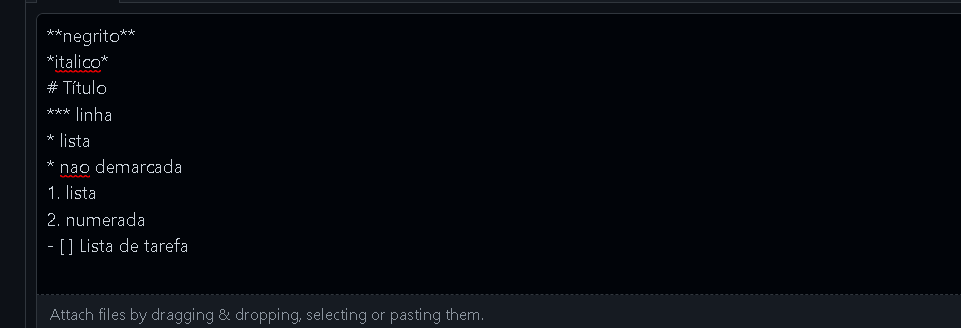 **negrito**
*italico*
# Título
*** linha
* lista
* nao demarcada
1. lista
2. numerada
- [ ] Lista de tarefa
Attach files by dragging & dropping, selecting or pasting them.